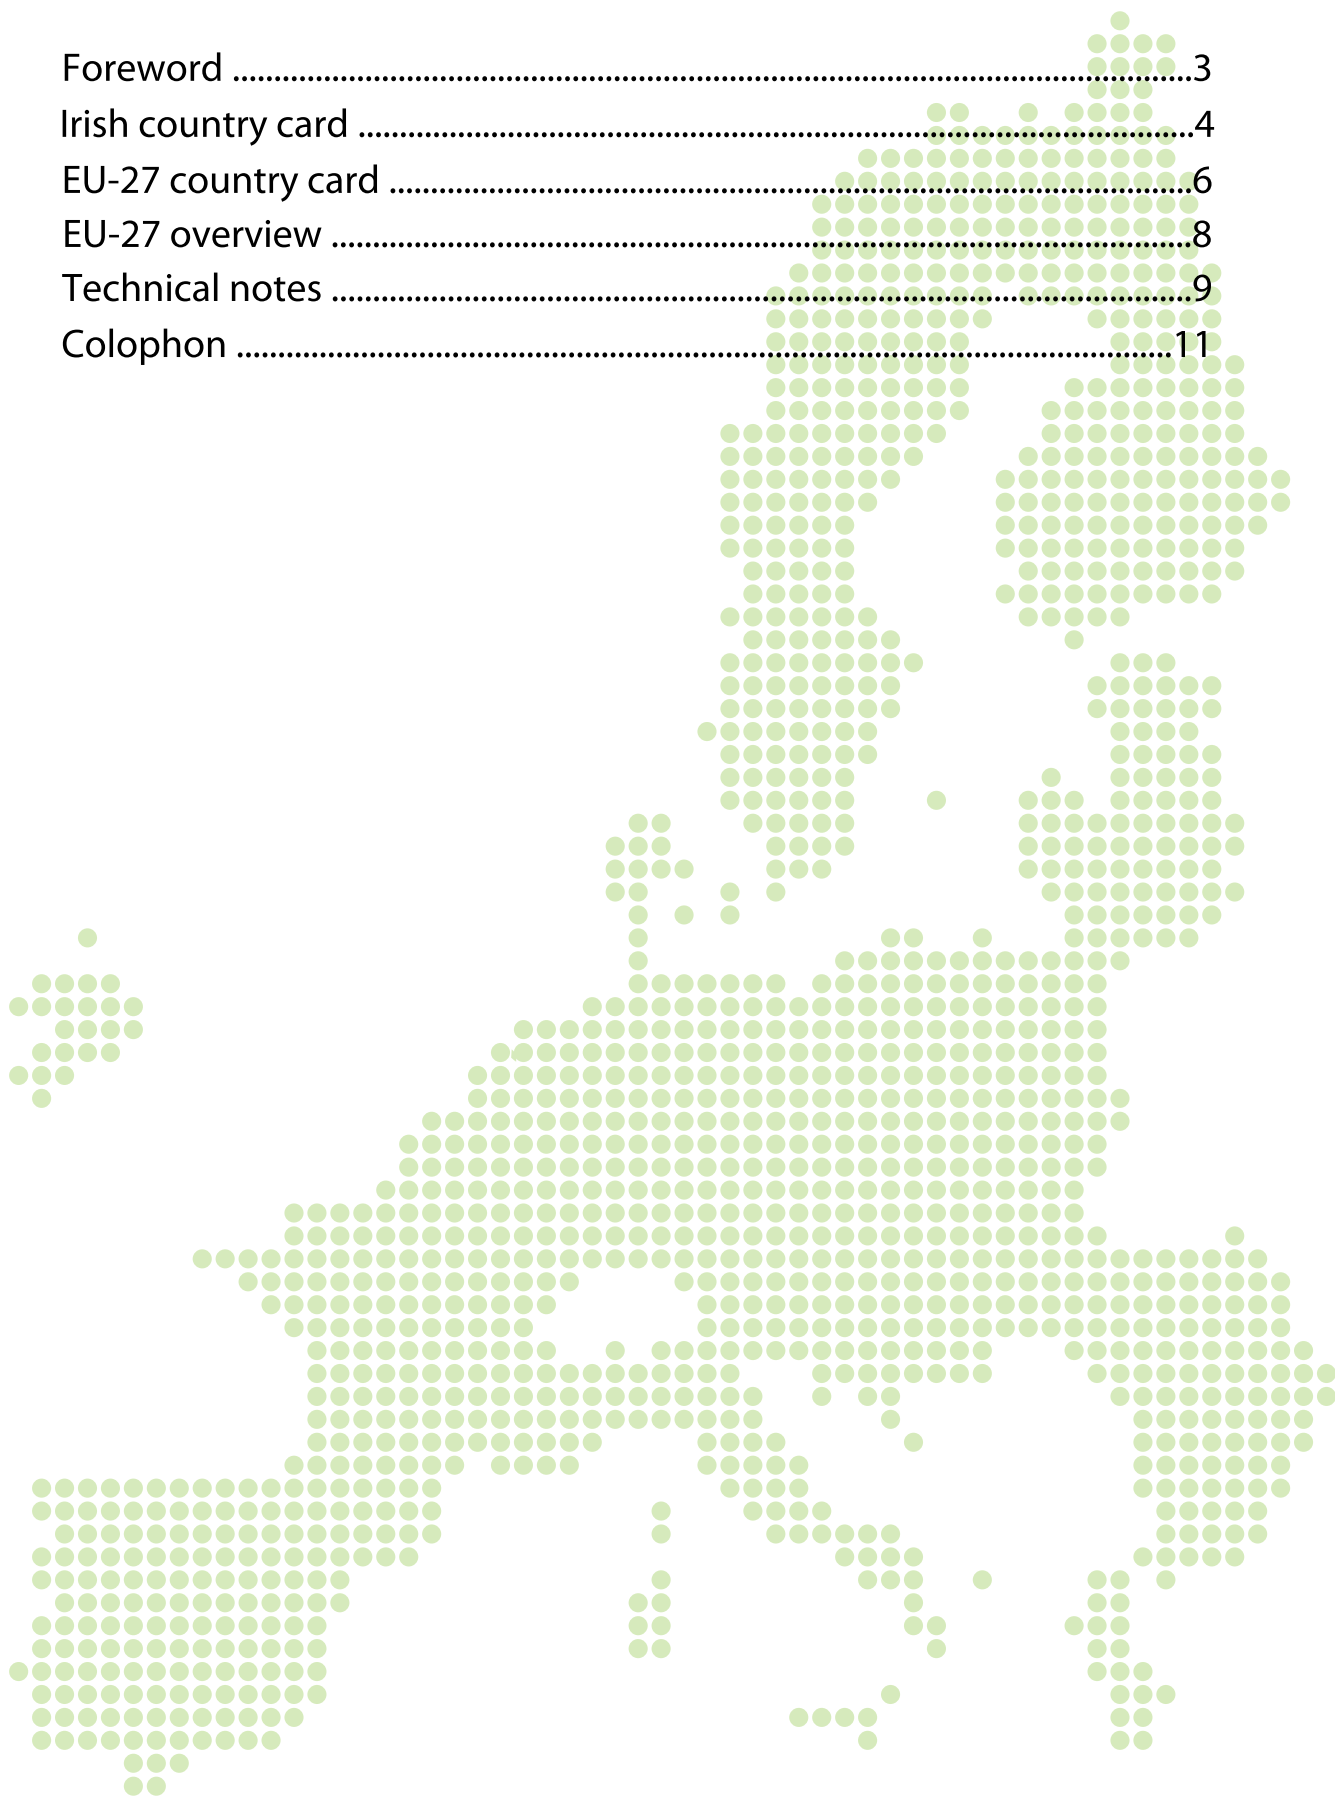 Foreword ........................................................................................................................3
Irish country card ........................................................................................................4
EU-27 country card ....................................................................................................6
EU-27 overview ...........................................................................................................8
Technical notes ...........................................................................................................9
Colophon .....................................................................................................................11